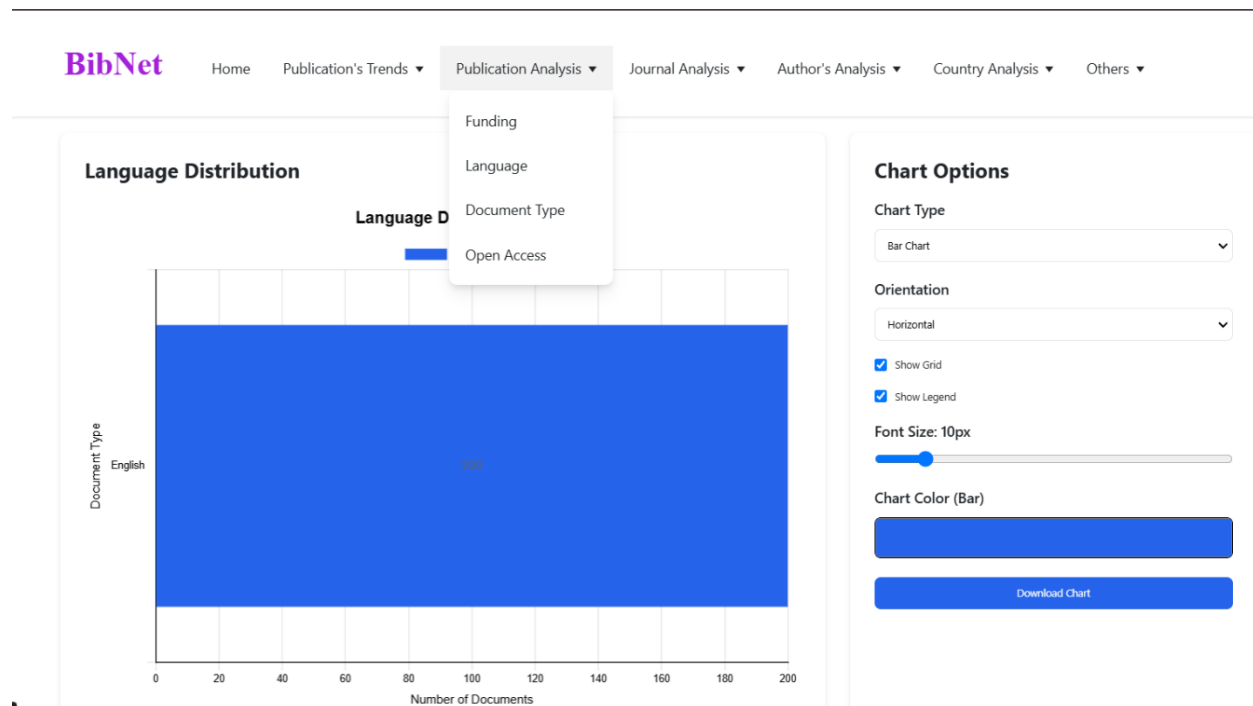 BibNet
Home Publication's Trends ▼ Publication Analysis ▼ Journal Analysis ▼ Author's Analysis ▼ Country Analysis ▼ Others ▼
Funding
Language
Document Type
Open Access
Language Distribution
Language D
Document Type
English
0 20 40 60 80 100 120 140 160 180 200
Number of Documents
Chart Options
Chart Type
Bar Chart
Orientation
Horizontal
Show Grid
Show Legend
Font Size: 10px
Chart Color (Bar)
Download Chart